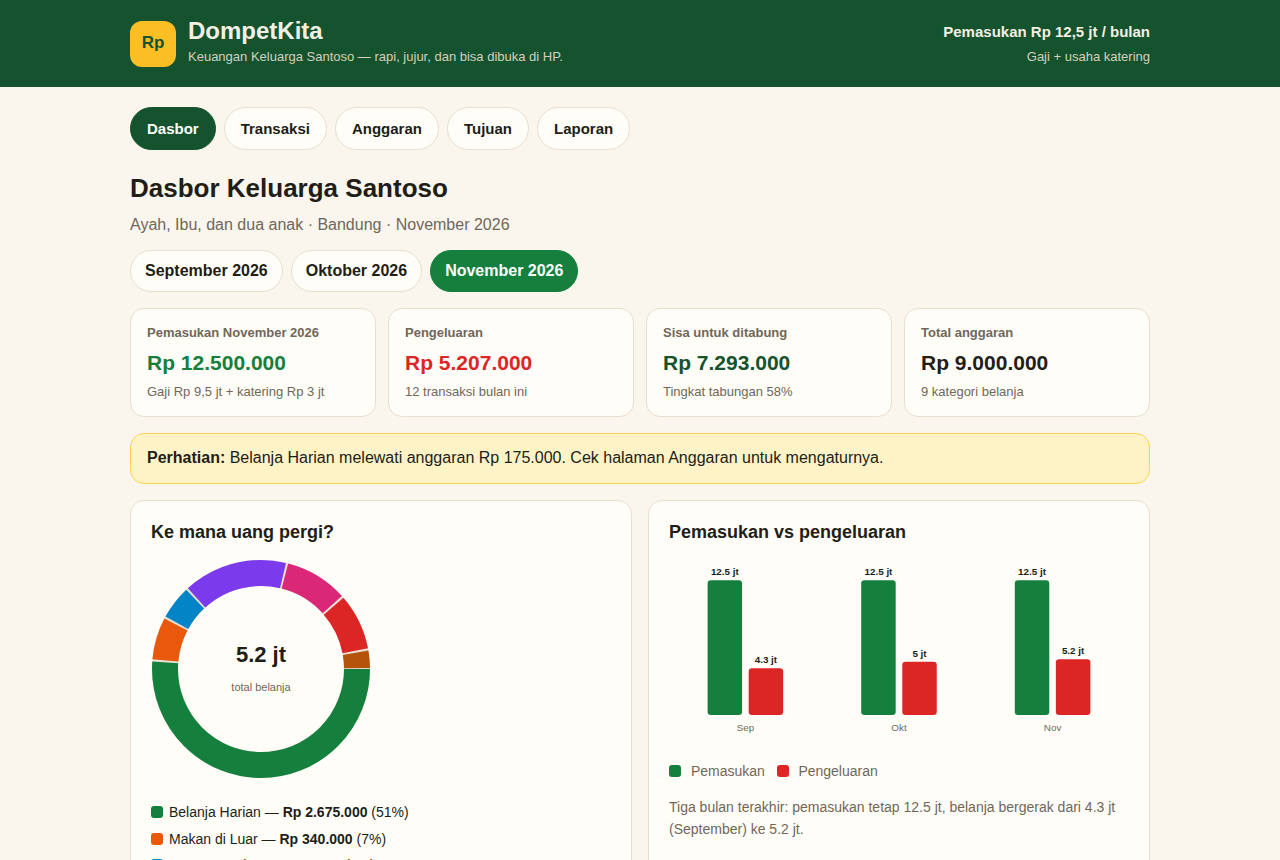 Rp
DompetKita
Keuangan Keluarga Santoso — rapi, jujur, dan bisa dibuka di HP.
Pemasukan Rp 12,5 jt / bulan
Gaji + usaha katering
Dasbor
Transaksi
Anggaran
Tujuan
Laporan
Dasbor Keluarga Santoso
Ayah, Ibu, dan dua anak · Bandung · November 2026
September 2026
Oktober 2026
November 2026
Pemasukan November 2026
Rp 12.500.000
Gaji Rp 9,5 jt + katering Rp 3 jt
Pengeluaran
Rp 5.207.000
12 transaksi bulan ini
Sisa untuk ditabung
Rp 7.293.000
Tingkat tabungan 58%
Total anggaran
Rp 9.000.000
9 kategori belanja
Perhatian: Belanja Harian melewati anggaran Rp 175.000. Cek halaman Anggaran untuk mengaturnya.
Ke mana uang pergi?
5.2 jt
total belanja
Belanja Harian — Rp 2.675.000 (51%)
Makan di Luar — Rp 340.000 (7%)
Pemasukan vs pengeluaran
12.5 jt
4.3 jt
Sep
12.5 jt
5 jt
Okt
12.5 jt
5.2 jt
Nov
Pemasukan
Pengeluaran
Tiga bulan terakhir: pemasukan tetap 12.5 jt, belanja bergerak dari 4.3 jt
(September) ke 5.2 jt.